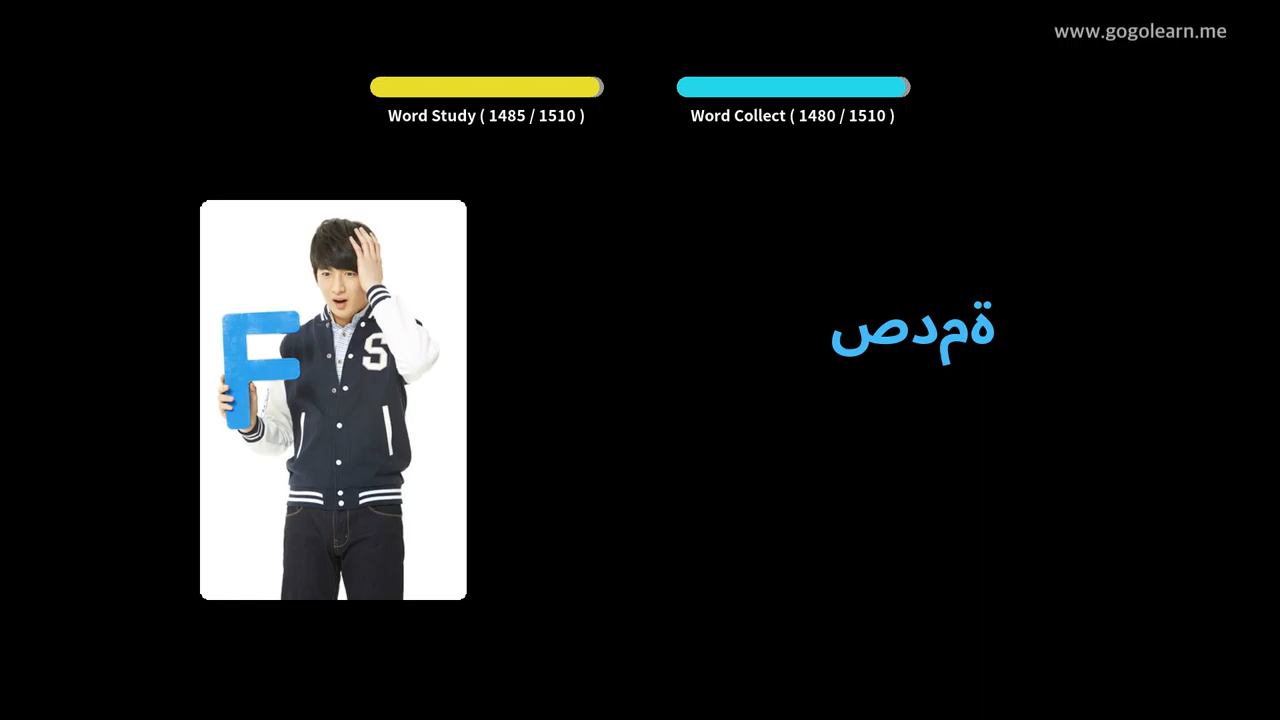 www.gogolearn.me
Word Study ( 1485 / 1510 )
Word Collect ( 1480 / 1510 )
F
S
صدمة